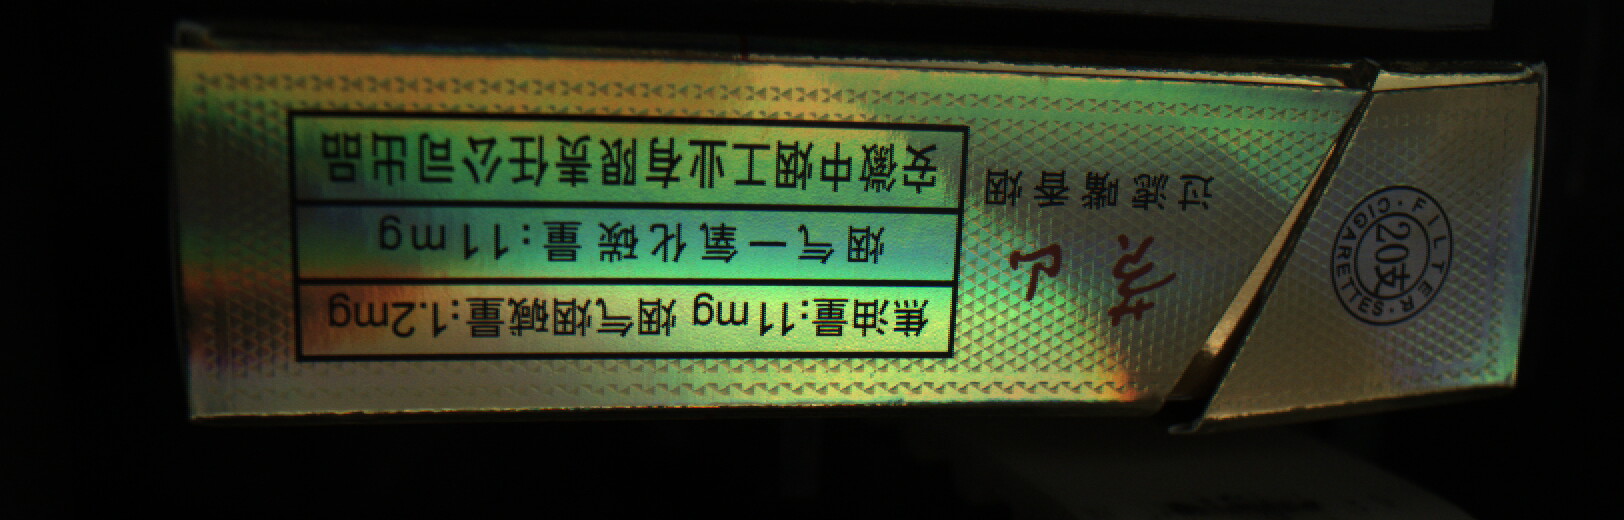 FILTER·CIGARETTES·
20支
黄山
过滤嘴香烟
焦油量:11mg 烟气烟碱量:1.2mg
烟气一氧化碳量:11mg
安徽中烟工业有限责任公司出品